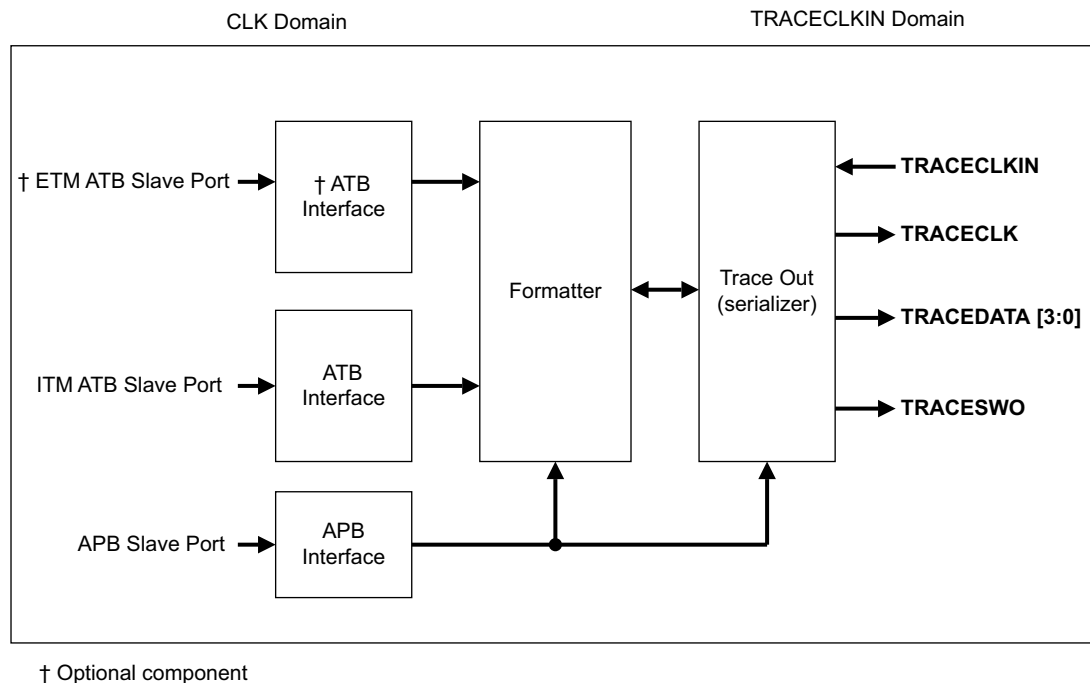 CLK Domain
TRACECLKIN Domain
† ETM ATB Slave Port
† ATB
Interface
ITM ATB Slave Port
ATB
Interface
APB Slave Port
APB
Interface
Formatter
Trace Out
(serializer)
TRACECLKIN
TRACECLK
TRACEDATA [3:0]
TRACESWO
† Optional component